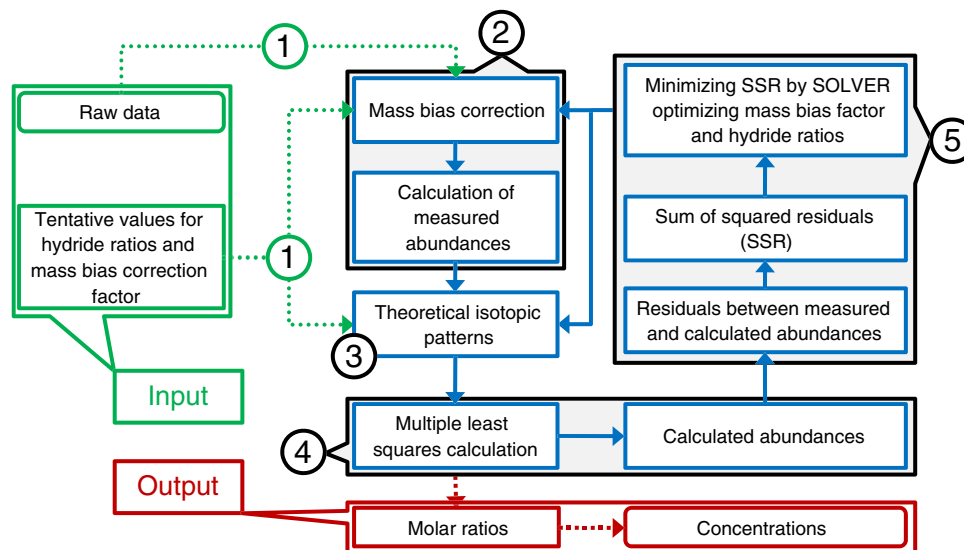 1
2
Raw data
Mass bias correction
Minimizing SSR by SOLVER
optimizing mass bias factor
and hydride ratios
5
Tentative values for
hydride ratios and
mass bias correction
factor
1
Calculation of
measured
abundances
Sum of squared residuals
(SSR)
Theoretical isotopic
patterns
3
Residuals between measured
and calculated abundances
Input
4
Multiple least
squares calculation
Calculated abundances
Output
Molar ratios
Concentrations